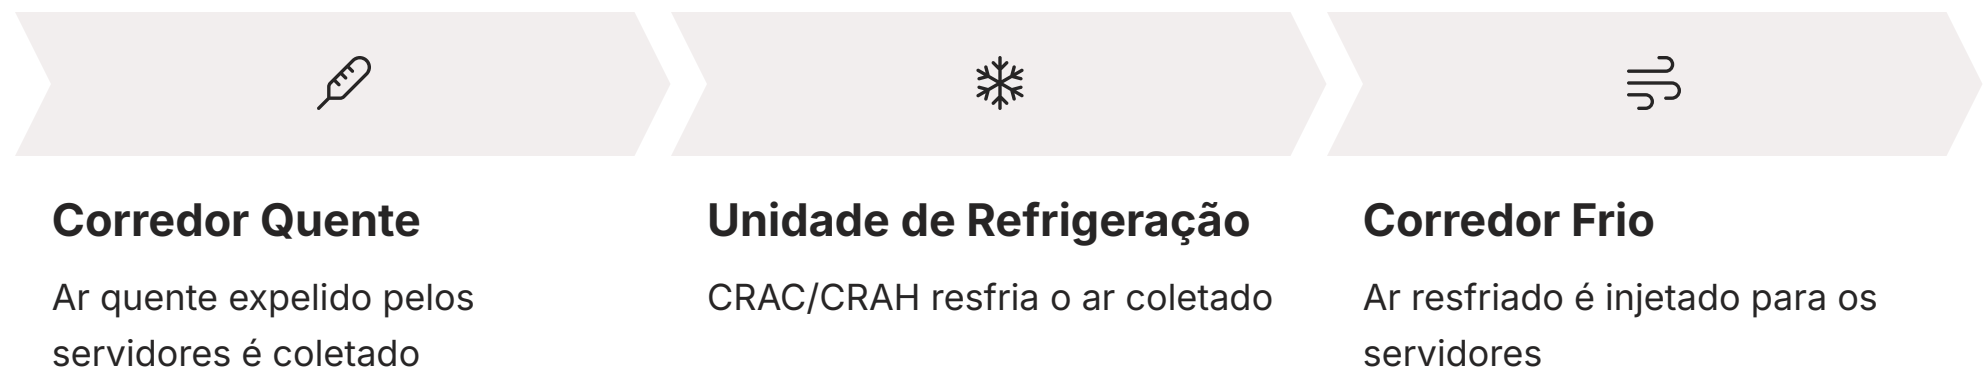 Corredor Quente
Ar quente expelido pelos
servidores é coletado
Unidade de Refrigeração
CRAC/CRAH resfria o ar coletado
Corredor Frio
Ar resfriado é injetado para os
servidores